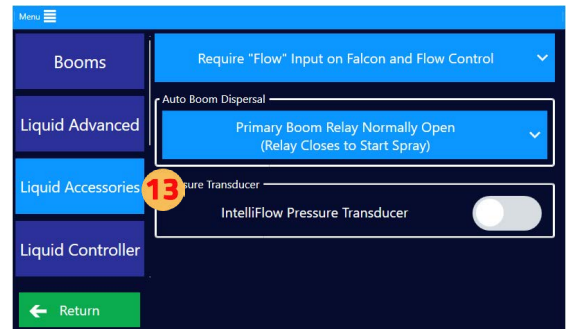 Menu
Booms
Liquid Advanced
Liquid Accessories
Liquid Controller
Return
Require "Flow" Input on Falcon and Flow Control
Auto Boom Dispersal
Primary Boom Relay Normally Open
(Relay Closes to Start Spray)
13
sure Transducer
IntelliFlow Pressure Transducer